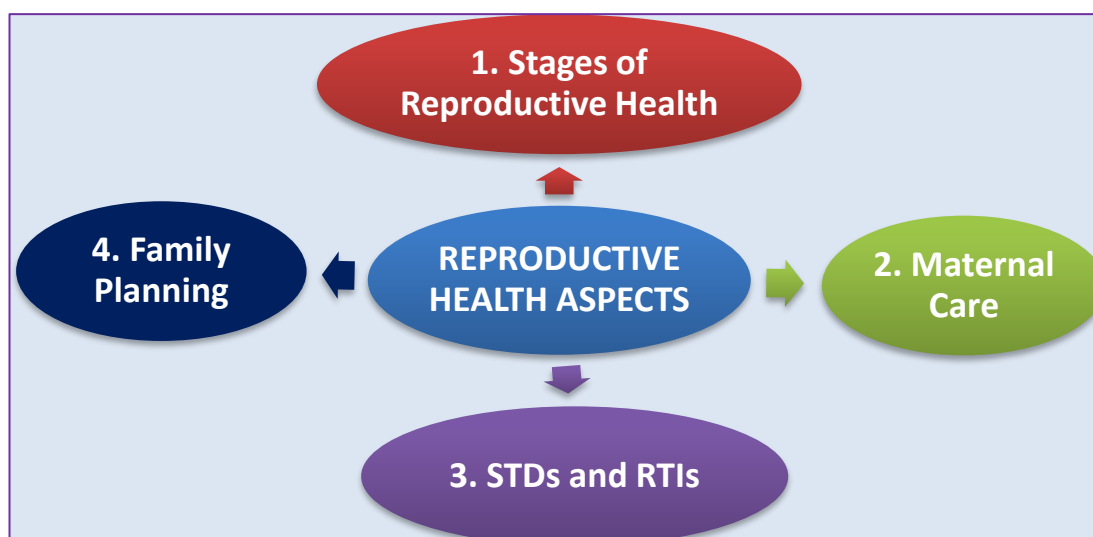 1. Stages of
Reproductive Health
4. Family
Planning
REPRODUCTIVE
HEALTH ASPECTS
2. Maternal
Care
3. STDs and RTIs